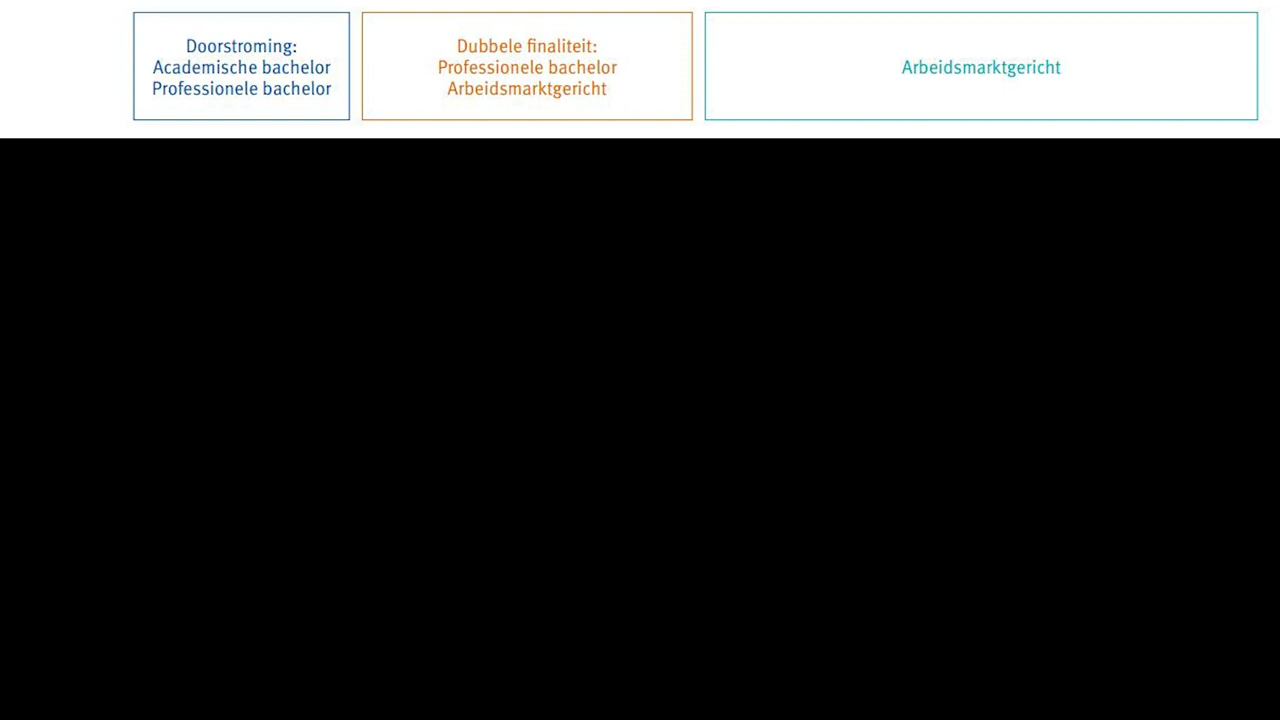 Doorstroming:
Academische bachelor
Professionele bachelor
Dubbele finaliteit:
Professionele bachelor
Arbeidsmarktgericht
Arbeidsmarktgericht